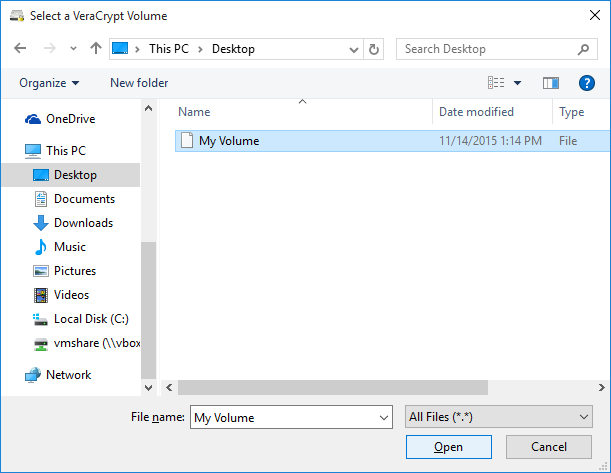 Select a VeraCrypt Volume
This PC > Desktop
Search Desktop
Organize
New folder
?
Name
Date modified
Type
OneDrive
This PC
Desktop
Documents
Downloads
Music
Pictures
Videos
Local Disk (C:)
vmshare (\\vbox
Network
My Volume
11/14/2015 1:14 PM
File
File name:
My Volume
All Files (*.*)
Open
Cancel